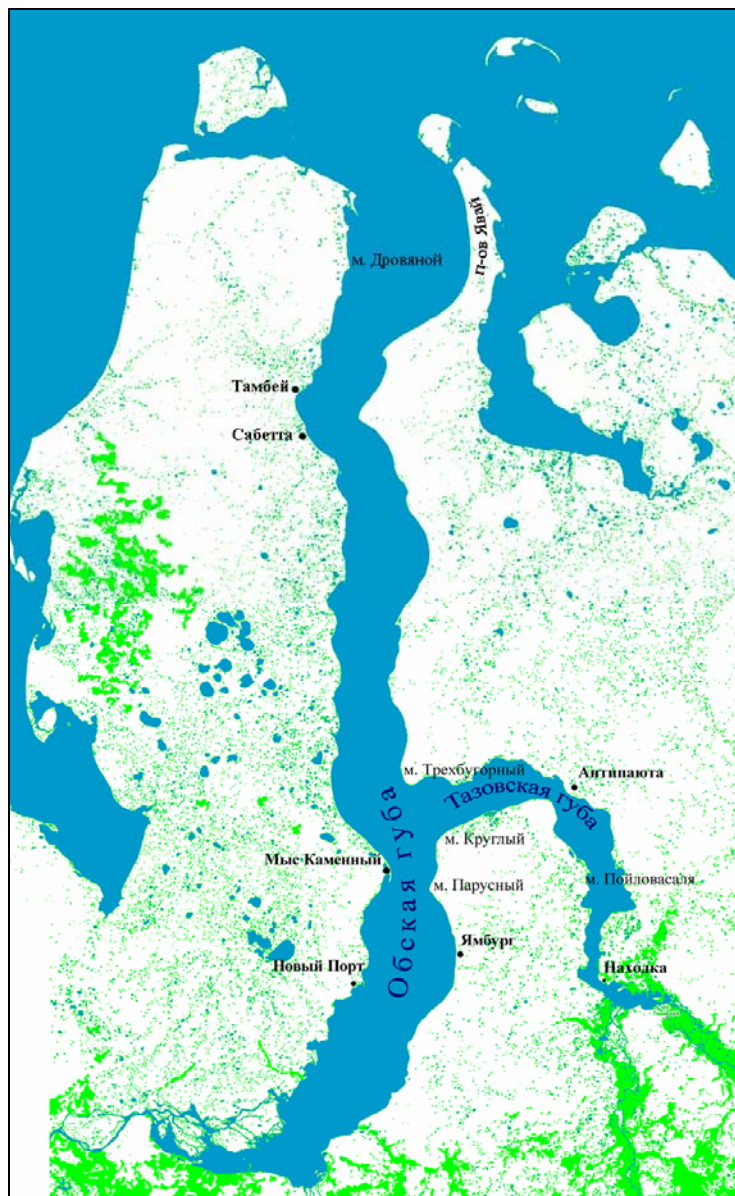 п-ов Явай
м. Дровяной
Тамбей
Сабетта
м. Трехбугорный
Антипаюта
Тазовская губа
Обская губа
м. Круглый
Мыс Каменный
м. Пойловасаля
м. Парусный
Ямбург
Новый Порт
Находка